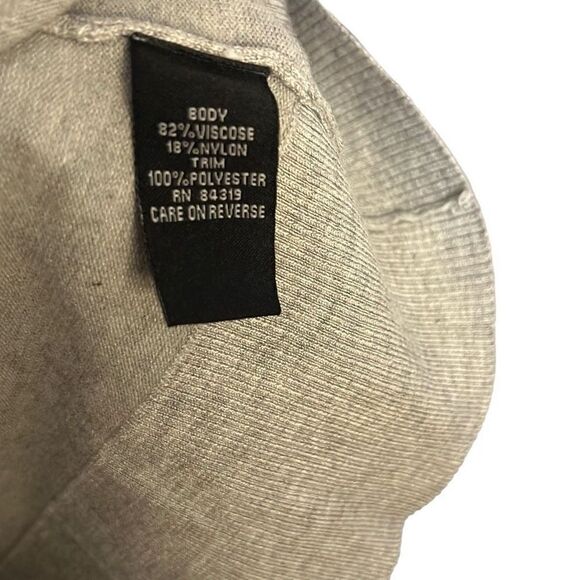 BODY
82%VISCOSE
18%NYLON
TRIM
100%POLYESTER
RN 84319
CARE ON REVERSE